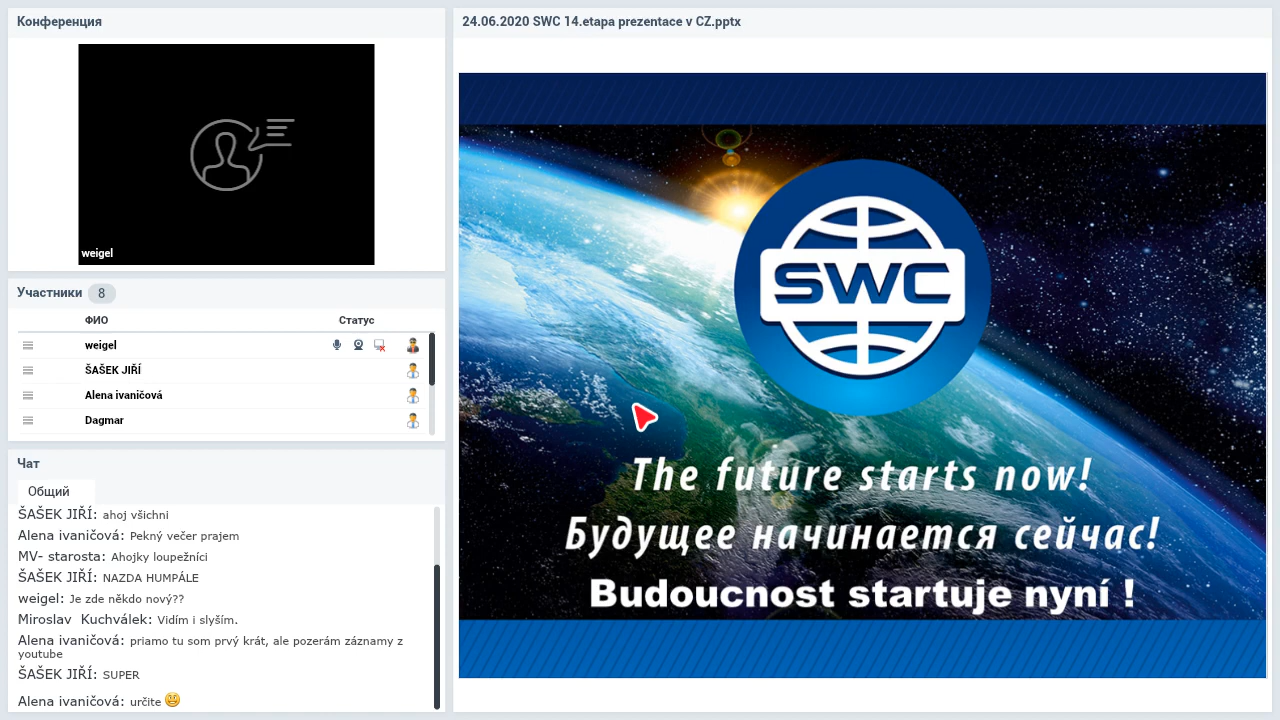 Конференция
weigel
Участники 8
ФИО Статус
weigel
ŠAŠEK JIŘÍ
Alena ivaničová
Dagmar
Чат
Общий
ŠAŠEK JIŘÍ: ahoj všichni
Alena ivaničová: Pekný večer prajem
MV- starosta: Ahojky loupežníci
ŠAŠEK JIŘÍ: NAZDA HUMPÁLE
weigel: Je zde někdo nový??
Miroslav Kuchválek: Vidím i slyším.
Alena ivaničová: priamo tu som prvý krát, ale pozerám záznamy z
youtube
ŠAŠEK JIŘÍ: SUPER
Alena ivaničová: určite
24.06.2020 SWC 14.etapa prezentace v CZ.pptx
SWC
The future starts now!
Будущее начинается сейчас!
Budoucnost startuje nyní !